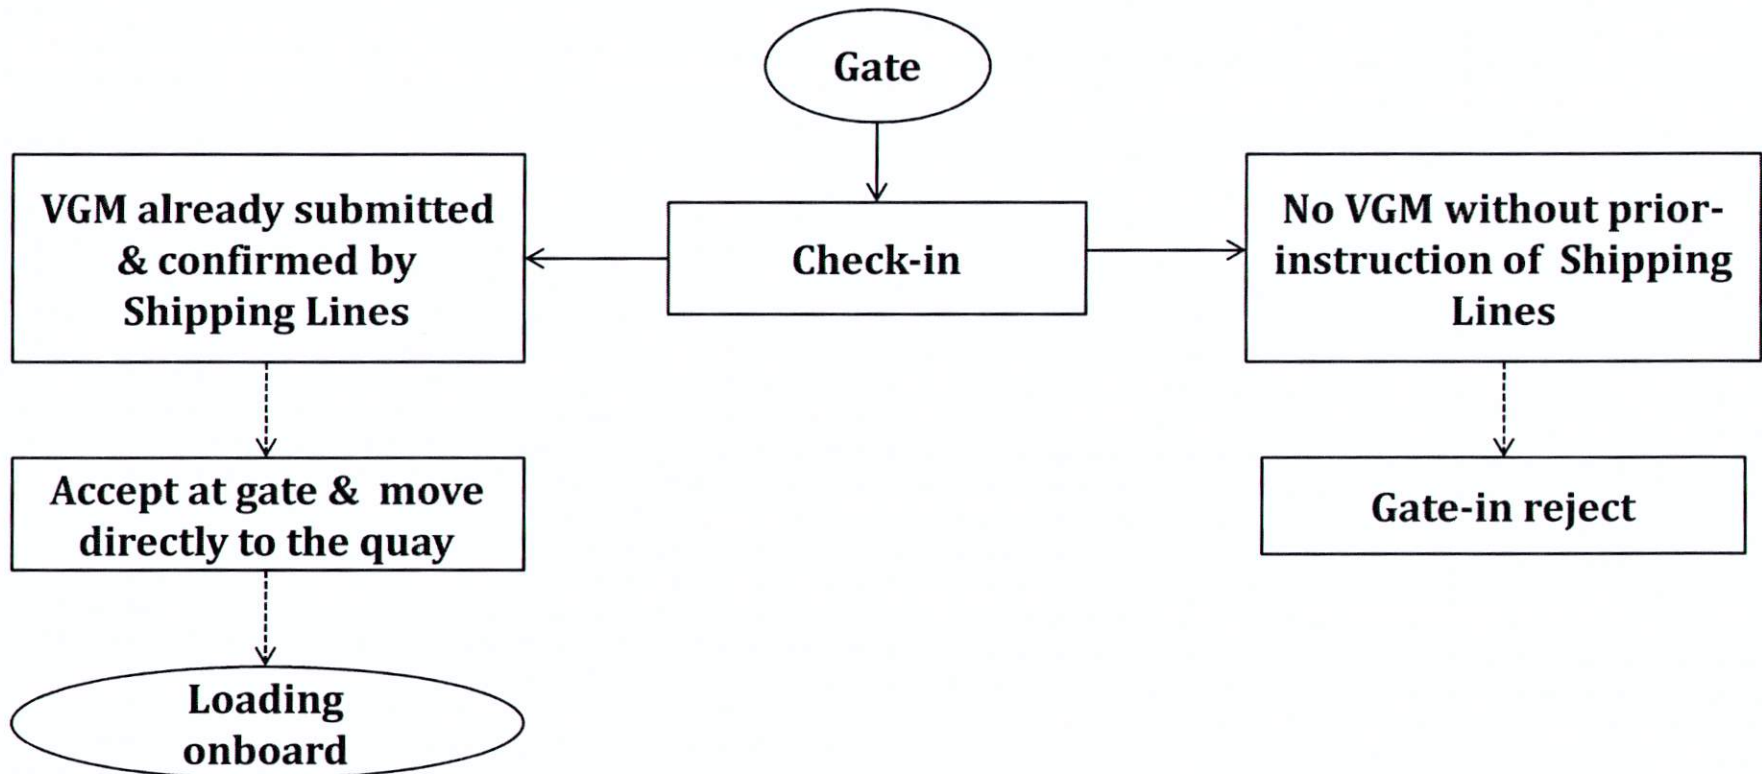 Gate
VGM already submitted
& confirmed by
Shipping Lines
Check-in
No VGM without prior-
instruction of Shipping
Lines
Accept at gate & move
directly to the quay
Gate-in reject
Loading
onboard